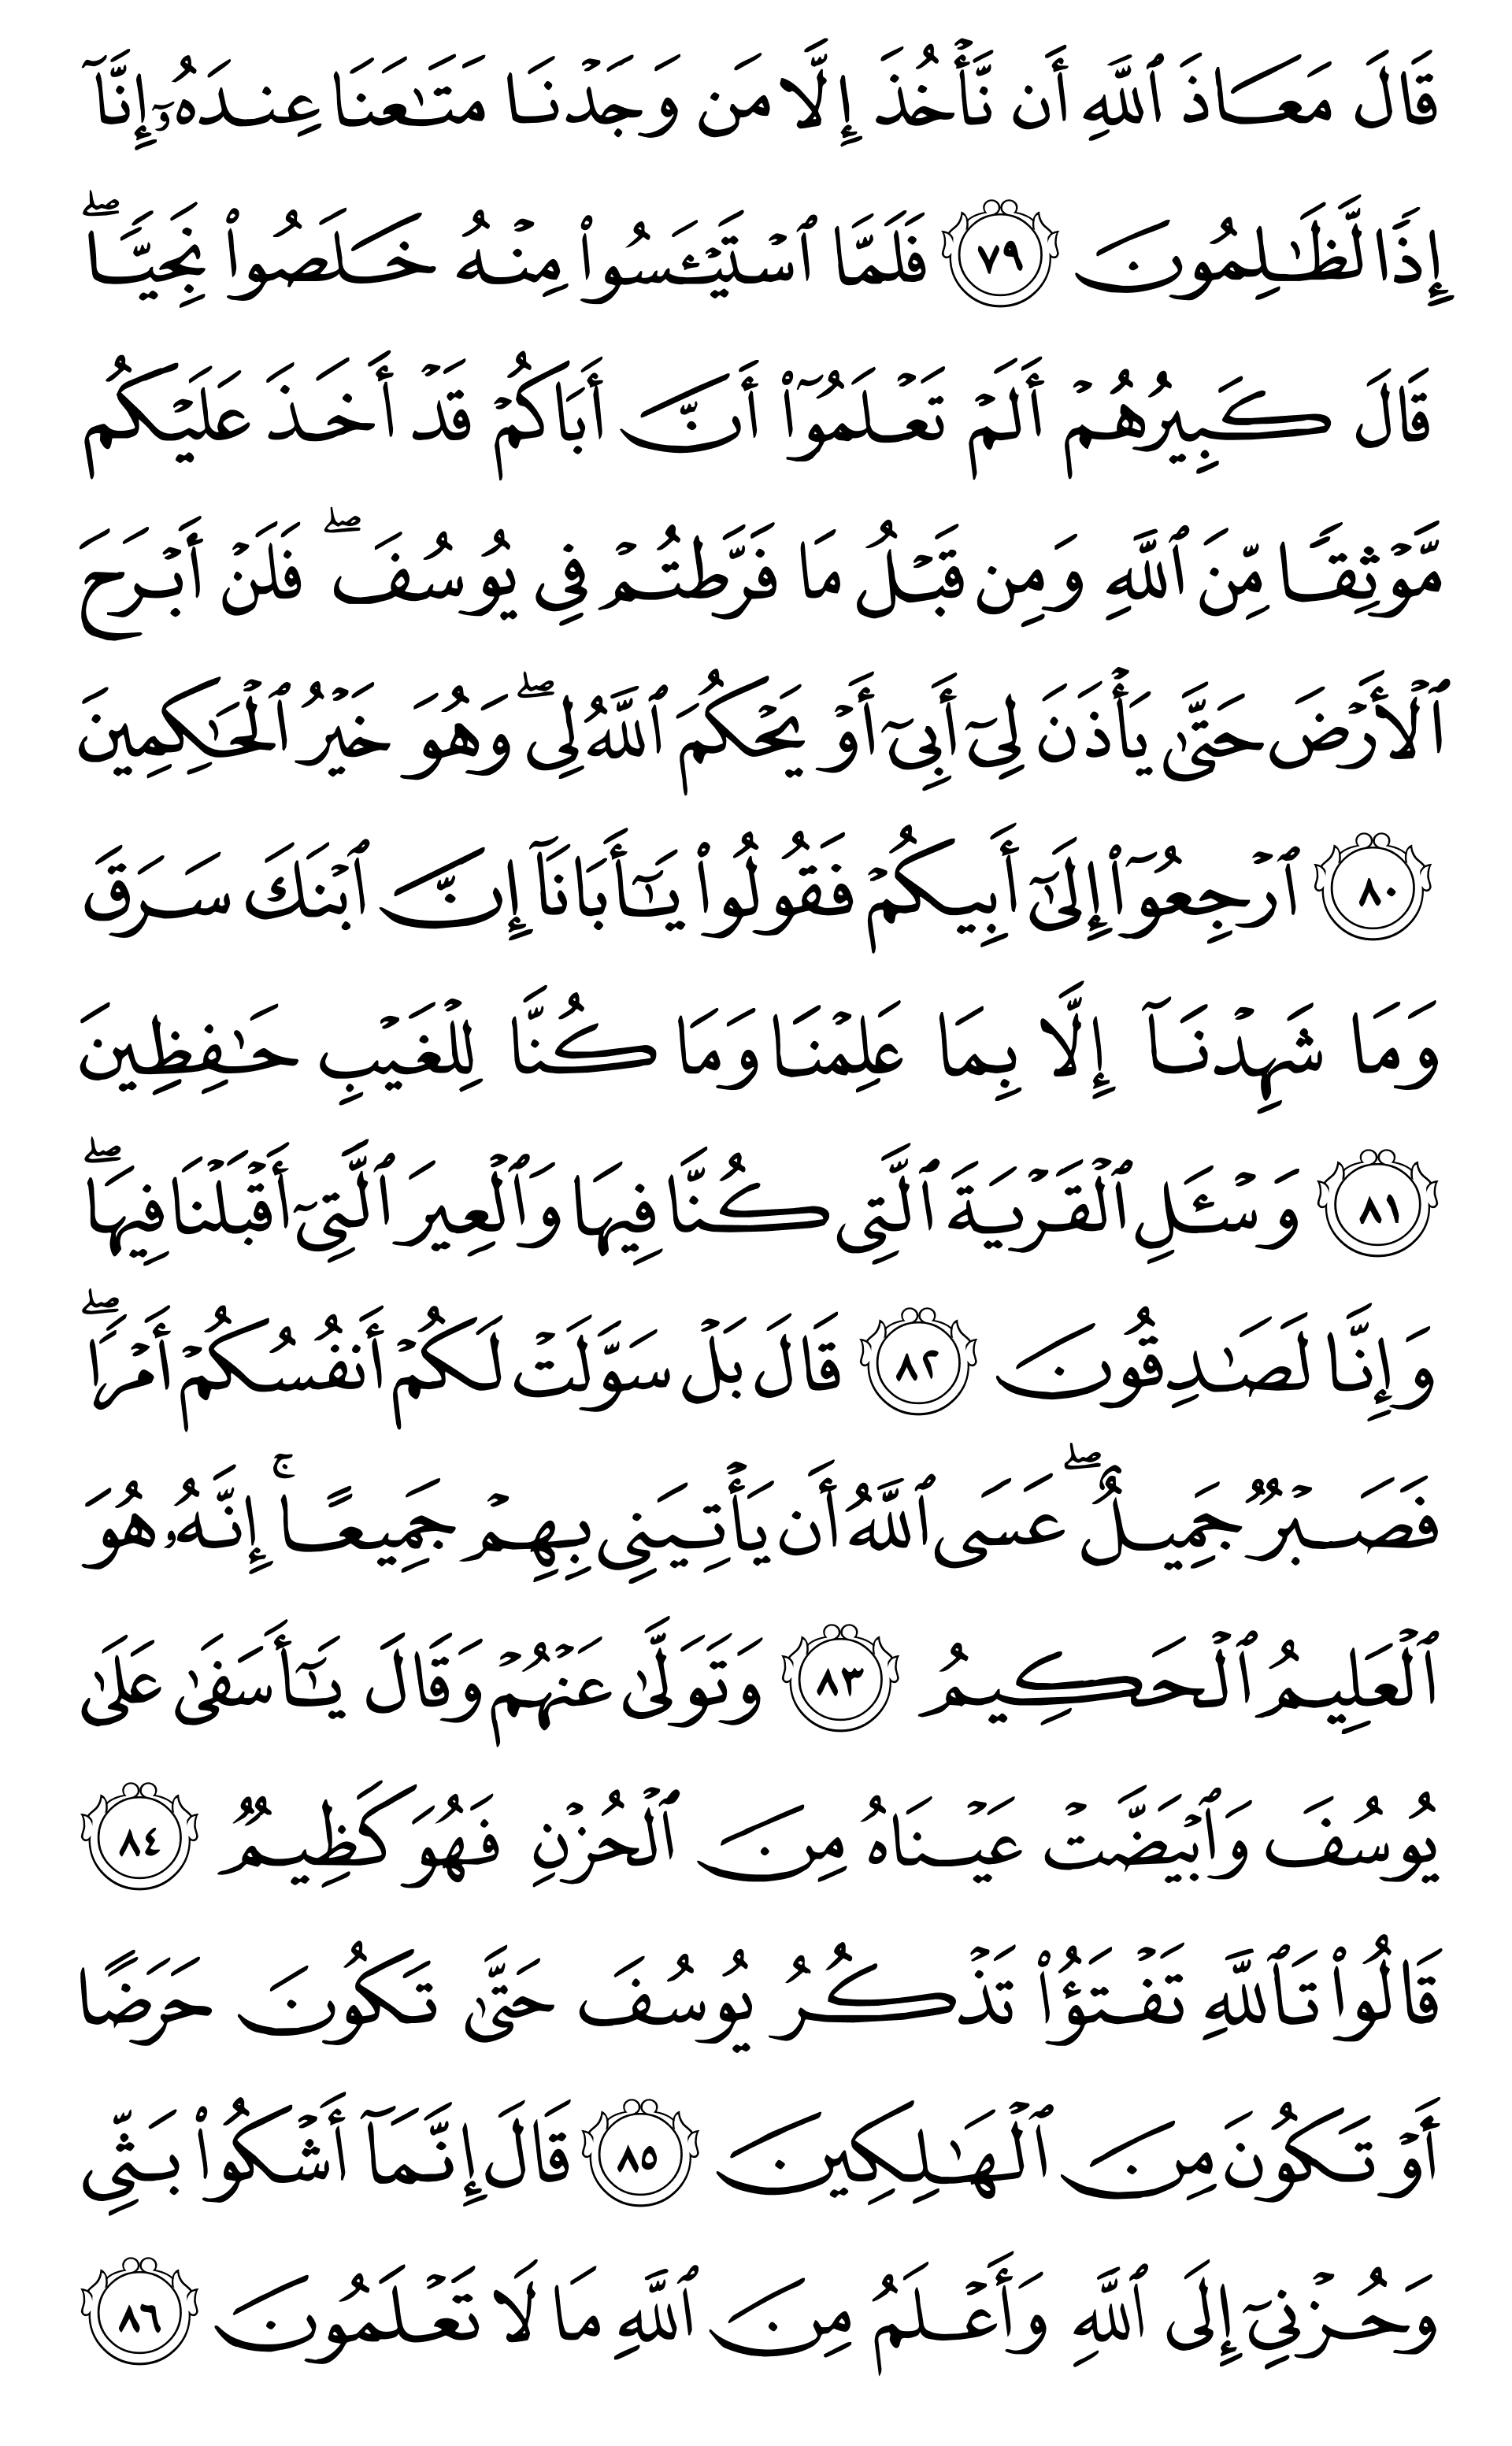 قَالَ مَعَاذَ ٱللَّهِ أَن نَّأۡخُذَ إِلَّا مَن وَجَدۡنَا مَتَٰعَنَا عِندَهُۥٓ إِنَّآ
إِذٗا لَّظَٰلِمُونَ ٧٩ فَلَمَّا ٱسۡتَيۡـَٔسُواْ مِنۡهُ خَلَصُواْ نَجِيّٗاۖ
قَالَ كَبِيرُهُمۡ أَلَمۡ تَعۡلَمُوٓاْ أَنَّ أَبَاكُمۡ قَدۡ أَخَذَ عَلَيۡكُم
مَّوۡثِقٗا مِّنَ ٱللَّهِ وَمِن قَبۡلُ مَا فَرَّطتُمۡ فِي يُوسُفَۖ فَلَنۡ أَبۡرَحَ
ٱلۡأَرۡضَ حَتَّىٰ يَأۡذَنَ لِيٓ أَبِيٓ أَوۡ يَحۡكُمَ ٱللَّهُ لِيۖ وَهُوَ خَيۡرُ ٱلۡحَٰكِمِينَ
٨٠ ٱرۡجِعُوٓاْ إِلَىٰٓ أَبِيكُمۡ فَقُولُواْ يَٰٓأَبَانَآ إِنَّ ٱبۡنَكَ سَرَقَ
وَمَا شَهِدۡنَآ إِلَّا بِمَا عَلِمۡنَا وَمَا كُنَّا لِلۡغَيۡبِ حَٰفِظِينَ
٨١ وَسۡـَٔلِ ٱلۡقَرۡيَةَ ٱلَّتِي كُنَّا فِيهَا وَٱلۡعِيرَ ٱلَّتِيٓ أَقۡبَلۡنَا فِيهَاۖ
وَإِنَّا لَصَٰدِقُونَ ٨٢ قَالَ بَلۡ سَوَّلَتۡ لَكُمۡ أَنفُسُكُمۡ أَمۡرٗاۖ
فَصَبۡرٞ جَمِيلٌۖ عَسَى ٱللَّهُ أَن يَأۡتِيَنِي بِهِمۡ جَمِيعًاۚ إِنَّهُۥ هُوَ
ٱلۡعَلِيمُ ٱلۡحَكِيمُ ٨٣ وَتَوَلَّىٰ عَنۡهُمۡ وَقَالَ يَٰٓأَسَفَىٰ عَلَىٰ
يُوسُفَ وَٱبۡيَضَّتۡ عَيۡنَاهُ مِنَ ٱلۡحُزۡنِ فَهُوَ كَظِيمٞ ٨٤
قَالُواْ تَٱللَّهِ تَفۡتَؤُاْ تَذۡكُرُ يُوسُفَ حَتَّىٰ تَكُونَ حَرَضًا
أَوۡ تَكُونَ مِنَ ٱلۡهَٰلِكِينَ ٨٥ قَالَ إِنَّمَآ أَشۡكُواْ بَثِّي
وَحُزۡنِيٓ إِلَى ٱللَّهِ وَأَعۡلَمُ مِنَ ٱللَّهِ مَا لَا تَعۡلَمُونَ ٨٦